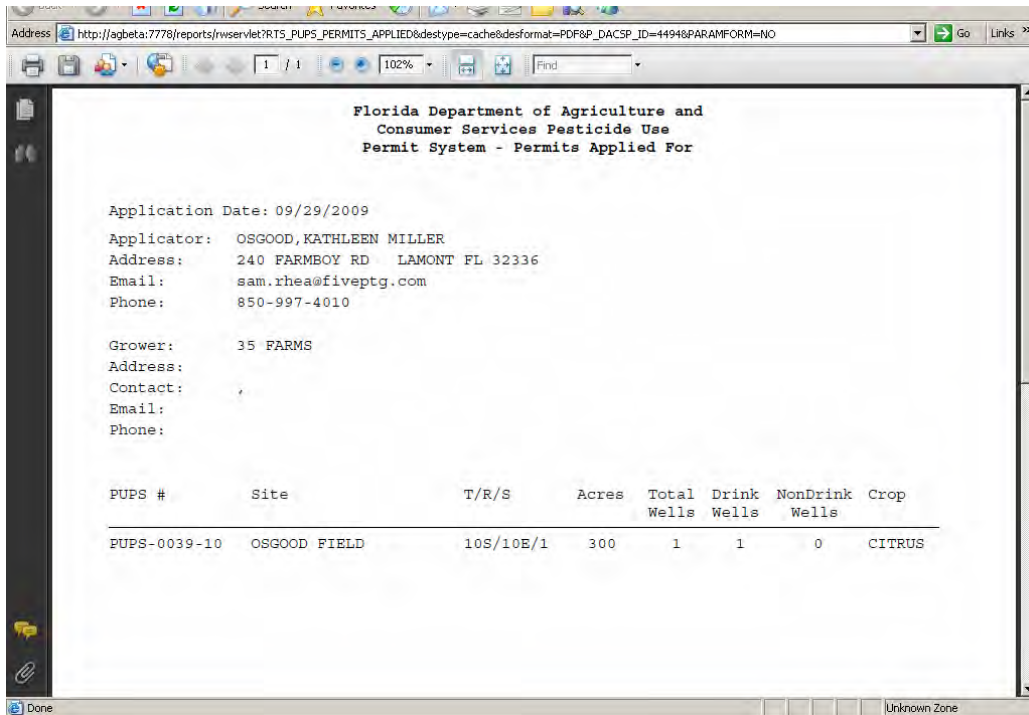 Search Favorites
Address http://agbeta:7778/reports/rwservlet?RTS_PUPS_PERMITS_APPLIED&destype=cache&desformat=PDF&P_DACSP_ID=4494&PARAMFORM=NO Go Links »
1 / 1 102% Find
Florida Department of Agriculture and
Consumer Services Pesticide Use
Permit System - Permits Applied For
Application Date: 09/29/2009
Applicator: OSGOOD,KATHLEEN MILLER
Address: 240 FARMBOY RD LAMONT FL 32336
Email: sam.rhea@fiveptg.com
Phone: 850-997-4010
Grower: 35 FARMS
Address:
Contact: ,
Email:
Phone:
PUPS # Site T/R/S Acres Total Drink NonDrink Crop
Wells Wells Wells
PUPS-0039-10 OSGOOD FIELD 10S/10E/1 300 1 1 0 CITRUS
Done Unknown Zone